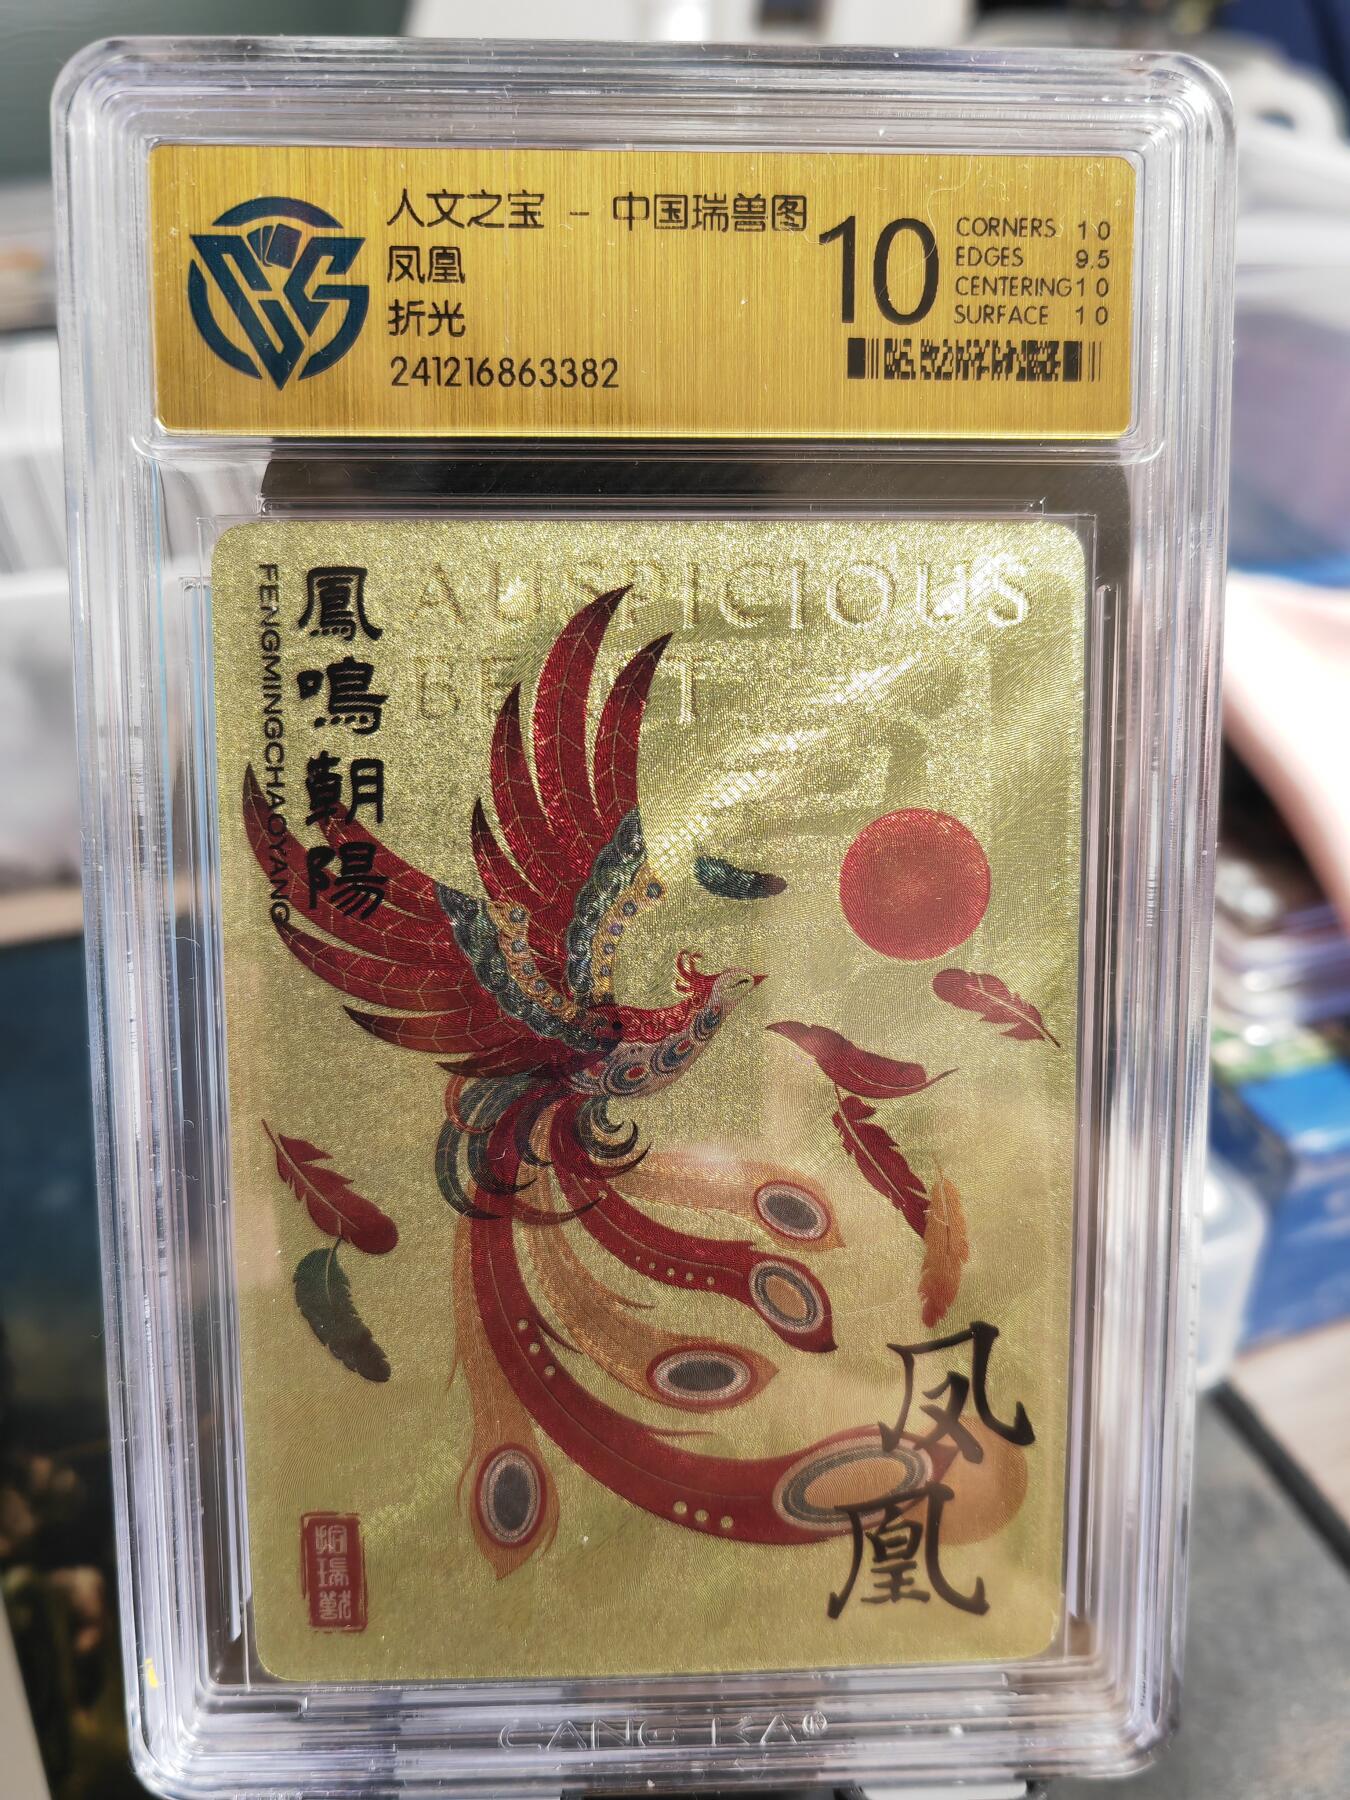 人文之宝 - 中国瑞兽图
凤凰
折光
241216863382
10
CORNERS 10
EDGES 9.5
CENTERING 10
SURFACE 10
AUSPICIOUS
鳳鳴朝陽
FENGMINGCHAOYANG
凤凰
CANG KA®